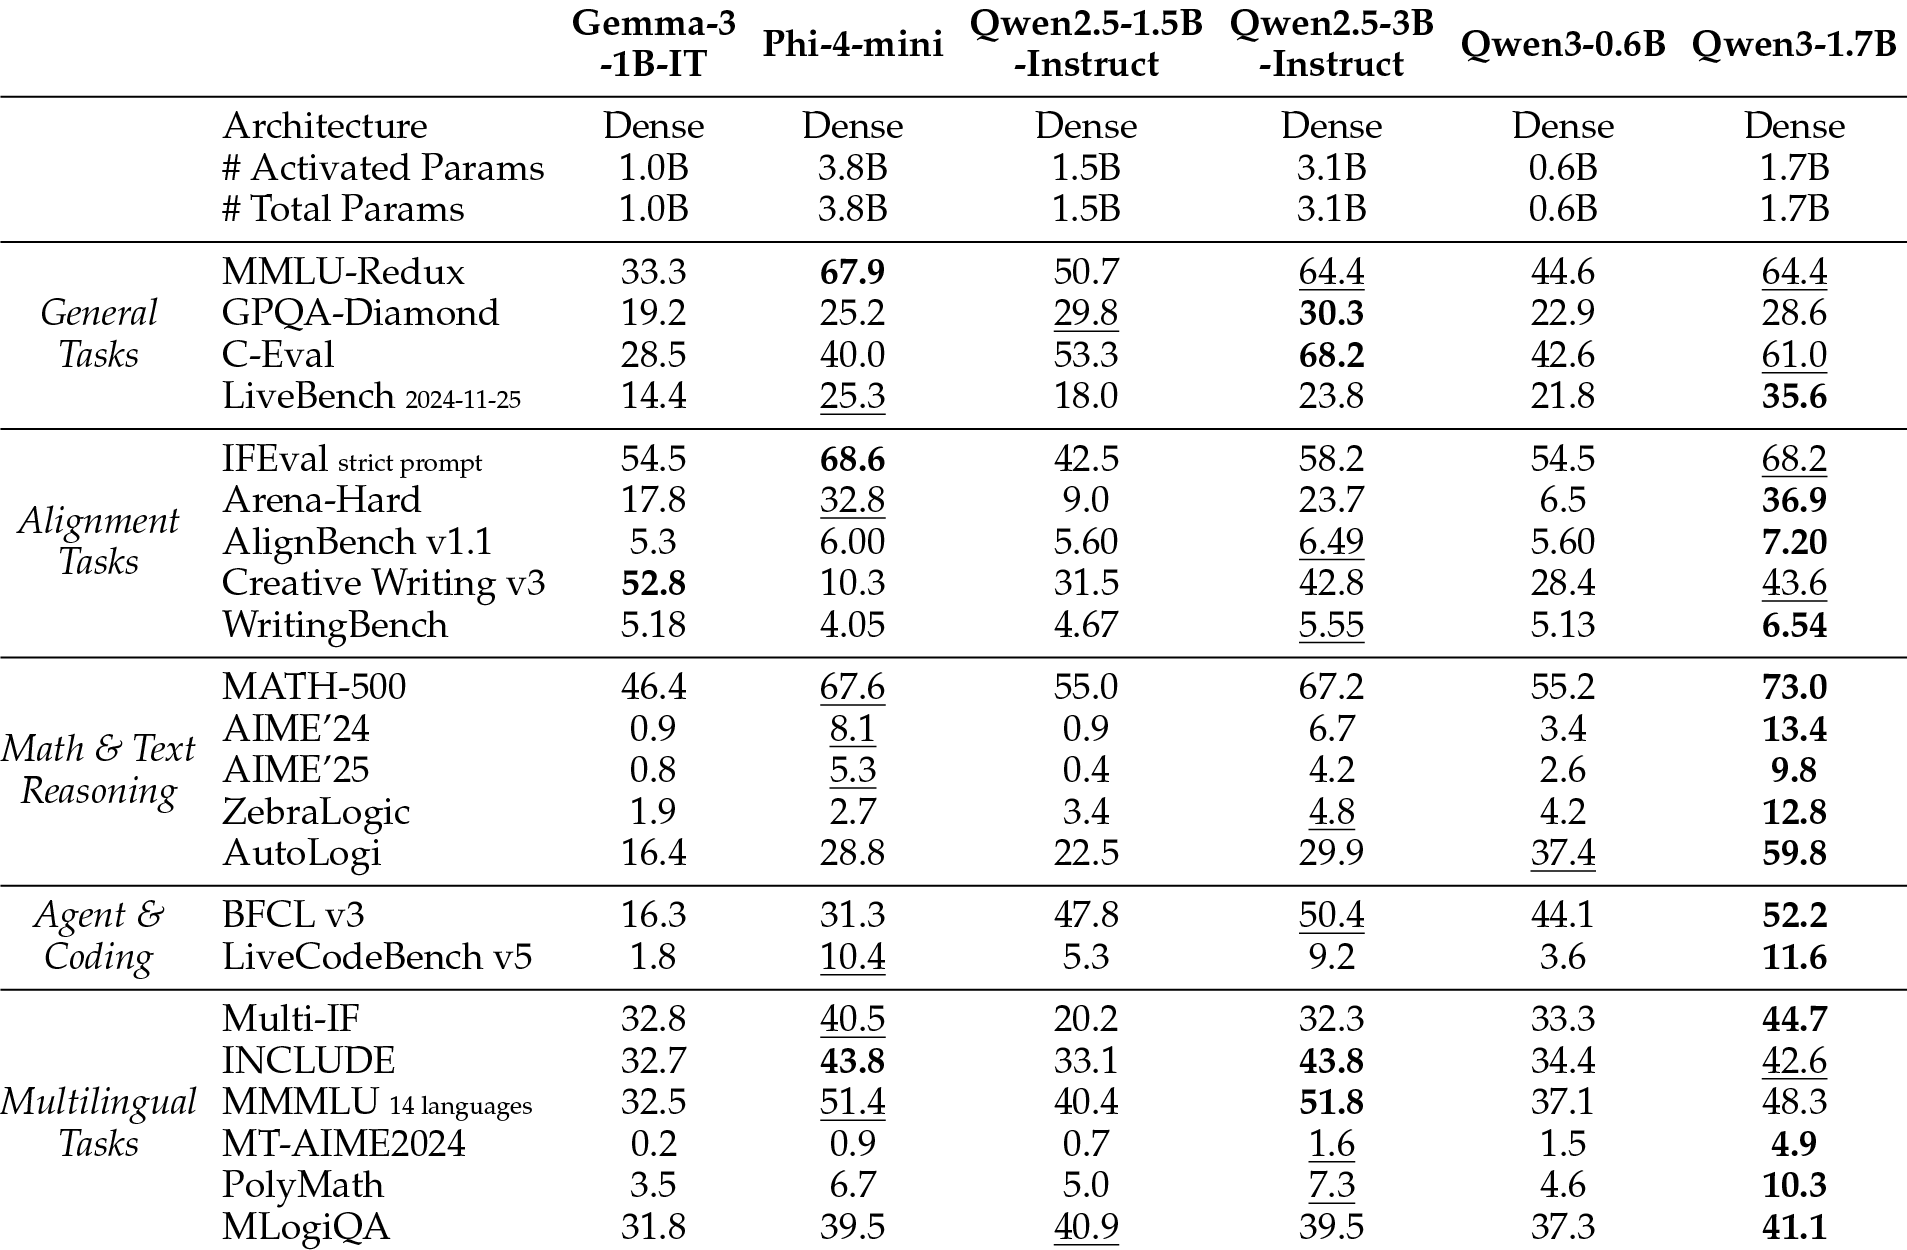 Gemma-3 -1B-IT Phi-4-mini Qwen2.5-1.5B -Instruct Qwen2.5-3B -Instruct Qwen3-0.6B Qwen3-1.7B
Architecture Dense Dense Dense Dense Dense Dense
# Activated Params 1.0B 3.8B 1.5B 3.1B 0.6B 1.7B
# Total Params 1.0B 3.8B 1.5B 3.1B 0.6B 1.7B
General Tasks
MMLU-Redux 33.3 67.9 50.7 64.4 44.6 64.4
GPQA-Diamond 19.2 25.2 29.8 30.3 22.9 28.6
C-Eval 28.5 40.0 53.3 68.2 42.6 61.0
LiveBench 2024-11-25 14.4 25.3 18.0 23.8 21.8 35.6
Alignment Tasks
IFEval strict prompt 54.5 68.6 42.5 58.2 54.5 68.2
Arena-Hard 17.8 32.8 9.0 23.7 6.5 36.9
AlignBench v1.1 5.3 6.00 5.60 6.49 5.60 7.20
Creative Writing v3 52.8 10.3 31.5 42.8 28.4 43.6
WritingBench 5.18 4.05 4.67 5.55 5.13 6.54
Math & Text Reasoning
MATH-500 46.4 67.6 55.0 67.2 55.2 73.0
AIME’24 0.9 8.1 0.9 6.7 3.4 13.4
AIME’25 0.8 5.3 0.4 4.2 2.6 9.8
ZebraLogic 1.9 2.7 3.4 4.8 4.2 12.8
AutoLogi 16.4 28.8 22.5 29.9 37.4 59.8
Agent & Coding
BFCL v3 16.3 31.3 47.8 50.4 44.1 52.2
LiveCodeBench v5 1.8 10.4 5.3 9.2 3.6 11.6
Multilingual Tasks
Multi-IF 32.8 40.5 20.2 32.3 33.3 44.7
INCLUDE 32.7 43.8 33.1 43.8 34.4 42.6
MMMLU 14 languages 32.5 51.4 40.4 51.8 37.1 48.3
MT-AIME2024 0.2 0.9 0.7 1.6 1.5 4.9
PolyMath 3.5 6.7 5.0 7.3 4.6 10.3
MLogiQA 31.8 39.5 40.9 39.5 37.3 41.1